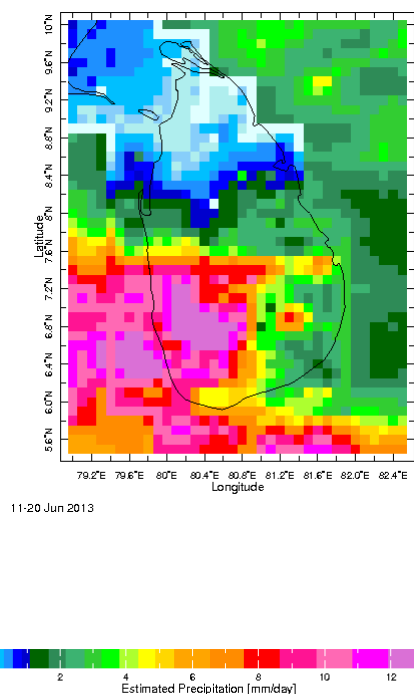 10°N
9.6°N
9.2°N
8.8°N
8.4°N
8°N
7.6°N
7.2°N
6.8°N
6.4°N
6.0°N
5.6°N
Latitude
79.2°E 79.6°E 80°E 80.4°E 80.8°E 81.2°E 81.6°E 82.0°E 82.4°E
Longitude
11-20 Jun 2013
2 4 6 8 10 12
Estimated Precipitation [mm/day]